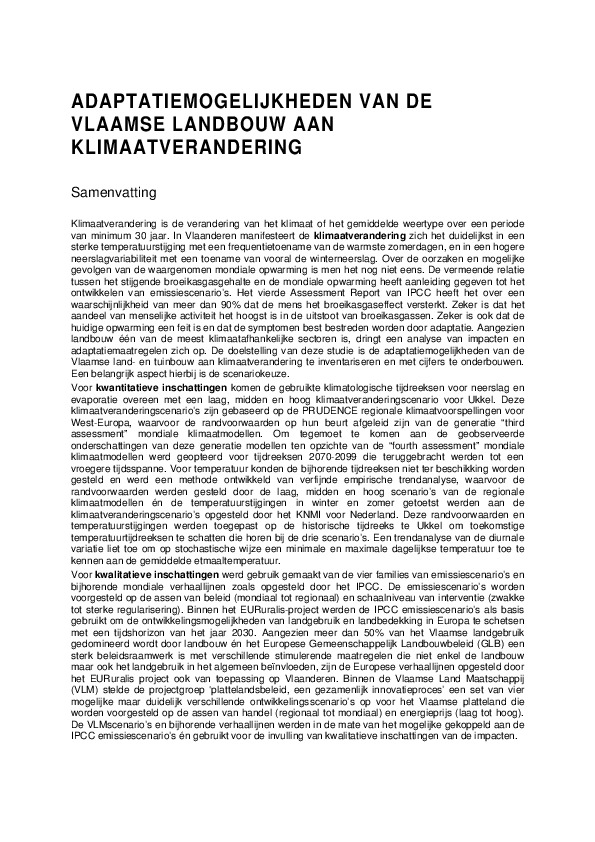 ADAPTATIEMOGELIJKHEDEN VAN DE
VLAAMSE LANDBOUW AAN
KLIMAATVERANDERING
Samenvatting
Klimaatverandering is de verandering van het klimaat of het gemiddelde weertype over een periode
van minimum 30 jaar. In Vlaanderen manifesteert de klimaatverandering zich het duidelijkst in een
sterke temperatuurstijging met een frequentietoename van de warmste zomerdagen, en in een hogere
neerslagvariabiliteit met een toename van vooral de winterneerslag. Over de oorzaken en mogelijke
gevolgen van de waargenomen mondiale opwarming is men het nog niet eens. De vermeende relatie
tussen het stijgende broeikasgasgehalte en de mondiale opwarming heeft aanleiding gegeven tot het
ontwikkelen van emissiescenario's. Het vierde Assessment Report van IPCC heeft het over een
waarschijnlijkheid van meer dan 90% dat de mens het broeikasgaseffect versterkt. Zeker is dat het
aandeel van menselijke activiteit het hoogst is in de uitstoot van broeikasgassen. Zeker is ook dat de
huidige opwarming een feit is en dat de symptomen best bestreden worden door adaptatie. Aangezien
landbouw één van de meest klimaatafhankelijke sectoren is, dringt een analyse van impacten en
adaptatiemaatregelen zich op. De doelstelling van deze studie is de adaptatiemogelijkheden van de
Vlaamse land- en tuinbouw aan klimaatverandering te inventariseren en met cijfers te onderbouwen.
Een belangrijk aspect hierbij is de scenariokeuze.
Voor kwantitatieve inschattingen komen de gebruikte klimatologische tijdreeksen voor neerslag en
evaporatie overeen met een laag, midden en hoog klimaatveranderingscenario voor Ukkel. Deze
klimaatveranderingscenario's zijn gebaseerd op de PRUDENCE regionale klimaatvoorspellingen voor
West-Europa, waarvoor de randvoorwaarden op hun beurt afgeleid zijn van de generatie "third
assessment" mondiale klimaatmodellen. Om tegemoet te komen aan de geobserveerde
onderschattingen van deze generatie modellen ten opzichte van de "fourth assessment" mondiale
klimaatmodellen werd geopteerd voor tijdreeksen 2070-2099 die teruggebracht werden tot een
vroegere tijdsspanne. Voor temperatuur konden de bijhorende tijdreeksen niet ter beschikking worden
gesteld en werd een methode ontwikkeld van verfijnde empirische trendanalyse, waarvoor de
randvoorwaarden werden gesteld door de laag, midden en hoog scenario's van de regionale
klimaatmodellen én de temperatuurstijgingen in winter en zomer getoetst werden aan de
klimaatveranderingscenario's opgesteld door het KNMI voor Nederland. Deze randvoorwaarden en
temperatuurstijgingen werden toegepast op de historische tijdreeks te Ukkel om toekomstige
temperatuurtijdreeksen te schatten die horen bij de drie scenario's. Een trendanalyse van de diurnale
variatie liet toe om op stochastische wijze een minimale en maximale dagelijkse temperatuur toe te
kennen aan de gemiddelde etmaaltemperatuur.
Voor kwalitatieve inschattingen werd gebruik gemaakt van de vier families van emissiescenario's en
bijhorende mondiale verhaallijnen zoals opgesteld door het IPCC. De emissiescenario's worden
voorgesteld op de assen van beleid (mondiaal tot regionaal) en schaalniveau van interventie (zwakke
tot sterke regularisering). Binnen het EURuralis-project werden de IPCC emissiescenario's als basis
gebruikt om de ontwikkelingsmogelijkheden van landgebruik en landbedekking in Europa te schetsen
met een tijdshorizon van het jaar 2030. Aangezien meer dan 50% van het Vlaamse landgebruik
gedomineerd wordt door landbouw én het Europese Gemeenschappelijk Landbouwbeleid (GLB) een
sterk beleidsraamwerk is met verschillende stimulerende maatregelen die niet enkel de landbouw
maar ook het landgebruik in het algemeen beïnvloeden, zijn de Europese verhaallijnen opgesteld door
het EURuralis project ook van toepassing op Vlaanderen. Binnen de Vlaamse Land Maatschappij
(VLM) stelde de projectgroep 'plattelandsbeleid, een gezamenlijk innovatieproces' een set van vier
mogelijke maar duidelijk verschillende ontwikkelingsscenario's op voor het Vlaamse platteland die
worden voorgesteld op de assen van handel (regionaal tot mondiaal) en energieprijs (laag tot hoog).
De VLMscenario's en bijhorende verhaallijnen werden in de mate van het mogelijke gekoppeld aan de
IPCC emissiescenario's én gebruikt voor de invulling van kwalitatieve inschattingen van de impacten.